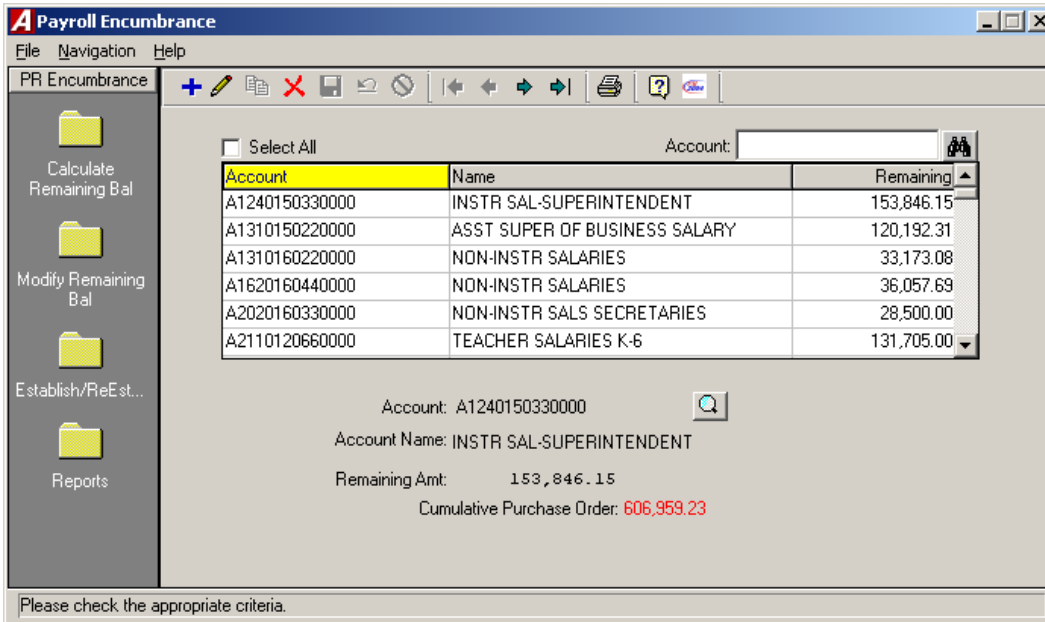 Payroll Encumbrance
File Navigation Help
PR Encumbrance
Calculate
Remaining Bal
Modify Remaining
Bal
Establish/ReEst...
Reports
Select All Account:
Account Name Remaining
A1240150330000 INSTR SAL-SUPERINTENDENT 153,846.15
A1310150220000 ASST SUPER OF BUSINESS SALARY 120,192.31
A1310160220000 NON-INSTR SALARIES 33,173.08
A1620160440000 NON-INSTR SALARIES 36,057.69
A2020160330000 NON-INSTR SALS SECRETARIES 28,500.00
A2110120660000 TEACHER SALARIES K-6 131,705.00
Account: A1240150330000
Account Name: INSTR SAL-SUPERINTENDENT
Remaining Amt: 153,846.15
Cumulative Purchase Order: 606,959.23
Please check the appropriate criteria.